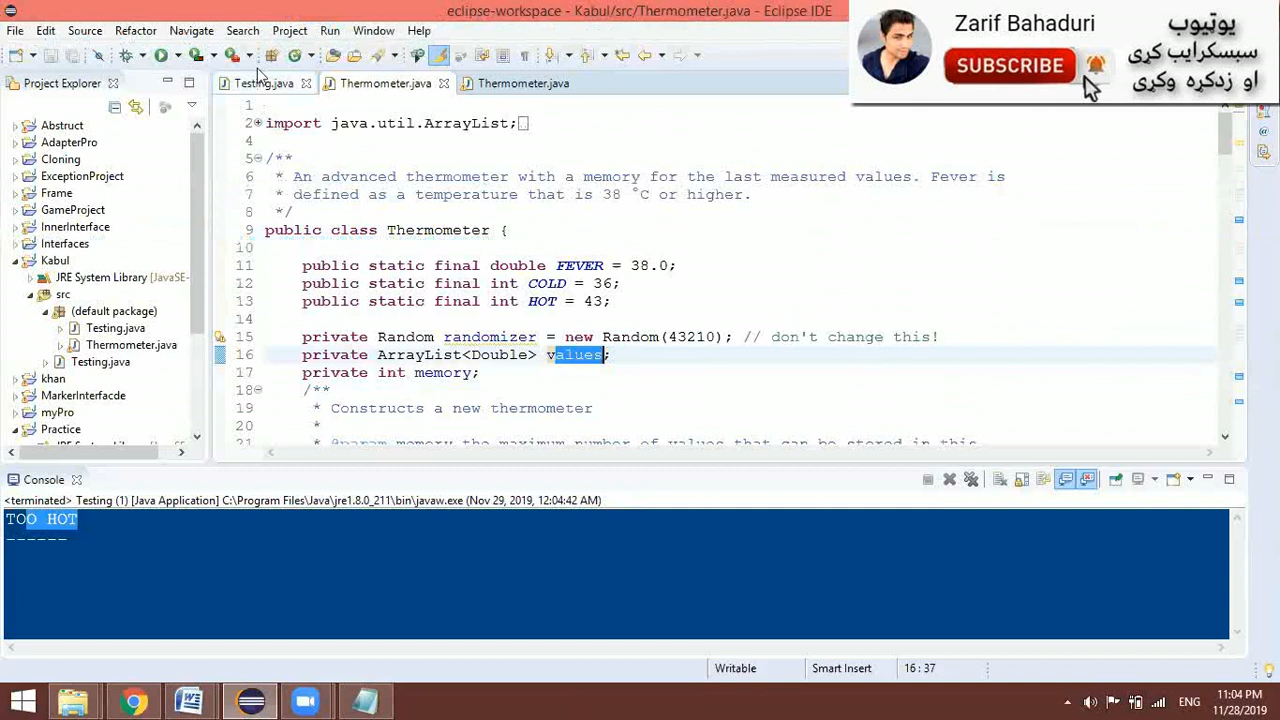 eclipse-workspace - Kabul/src/Thermometer.java - Eclipse IDE
File Edit Source Refactor Navigate Search Project Run Window Help
Zarif Bahaduri
SUBSCRIBE
یوټیوب
سبسکرایب کړی
او زدکړه وکړی
Project Explorer
Testing.java
Thermometer.java
Thermometer.java
Abstruct
AdapterPro
Cloning
ExceptionProject
Frame
GameProject
InnerInterface
Interfaces
Kabul
JRE System Library [JavaSE-
src
(default package)
Testing.java
Thermometer.java
Testing.java
khan
MarkerInterfacde
myPro
Practice
1
2 import java.util.ArrayList;
4
5 /**
6 * An advanced thermometer with a memory for the last measured values. Fever is
7 * defined as a temperature that is 38 °C or higher.
8 */
9 public class Thermometer {
10
11 public static final double FEVER = 38.0;
12 public static final int COLD = 36;
13 public static final int HOT = 43;
14
15 private Random randomizer = new Random(43210); // don't change this!
16 private ArrayList<Double> values;
17 private int memory;
18 /**
19 * Constructs a new thermometer
20 *
21 * @param memory the maximum number of values that can be stored in this
Console
<terminated> Testing (1) [Java Application] C:\Program Files\Java\jre1.8.0_211\bin\javaw.exe (Nov 29, 2019, 12:04:42 AM)
TOO HOT
------
Writable Smart Insert 16 : 37
ENG
11:04 PM
11/28/2019